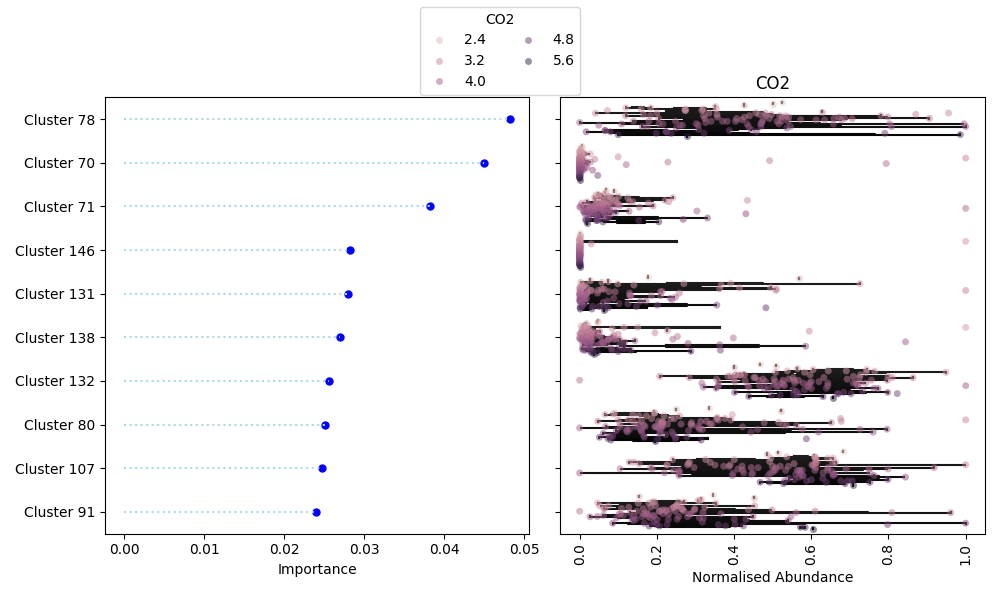 CO2
2.4
4.8
3.2
5.6
4.0
CO2
Cluster 78
Cluster 70
Cluster 71
Cluster 146
Cluster 131
Cluster 138
Cluster 132
Cluster 80
Cluster 107
Cluster 91
0.00 0.01 0.02 0.03 0.04 0.05
Importance
0.0 0.2 0.4 0.6 0.8 1.0
Normalised Abundance